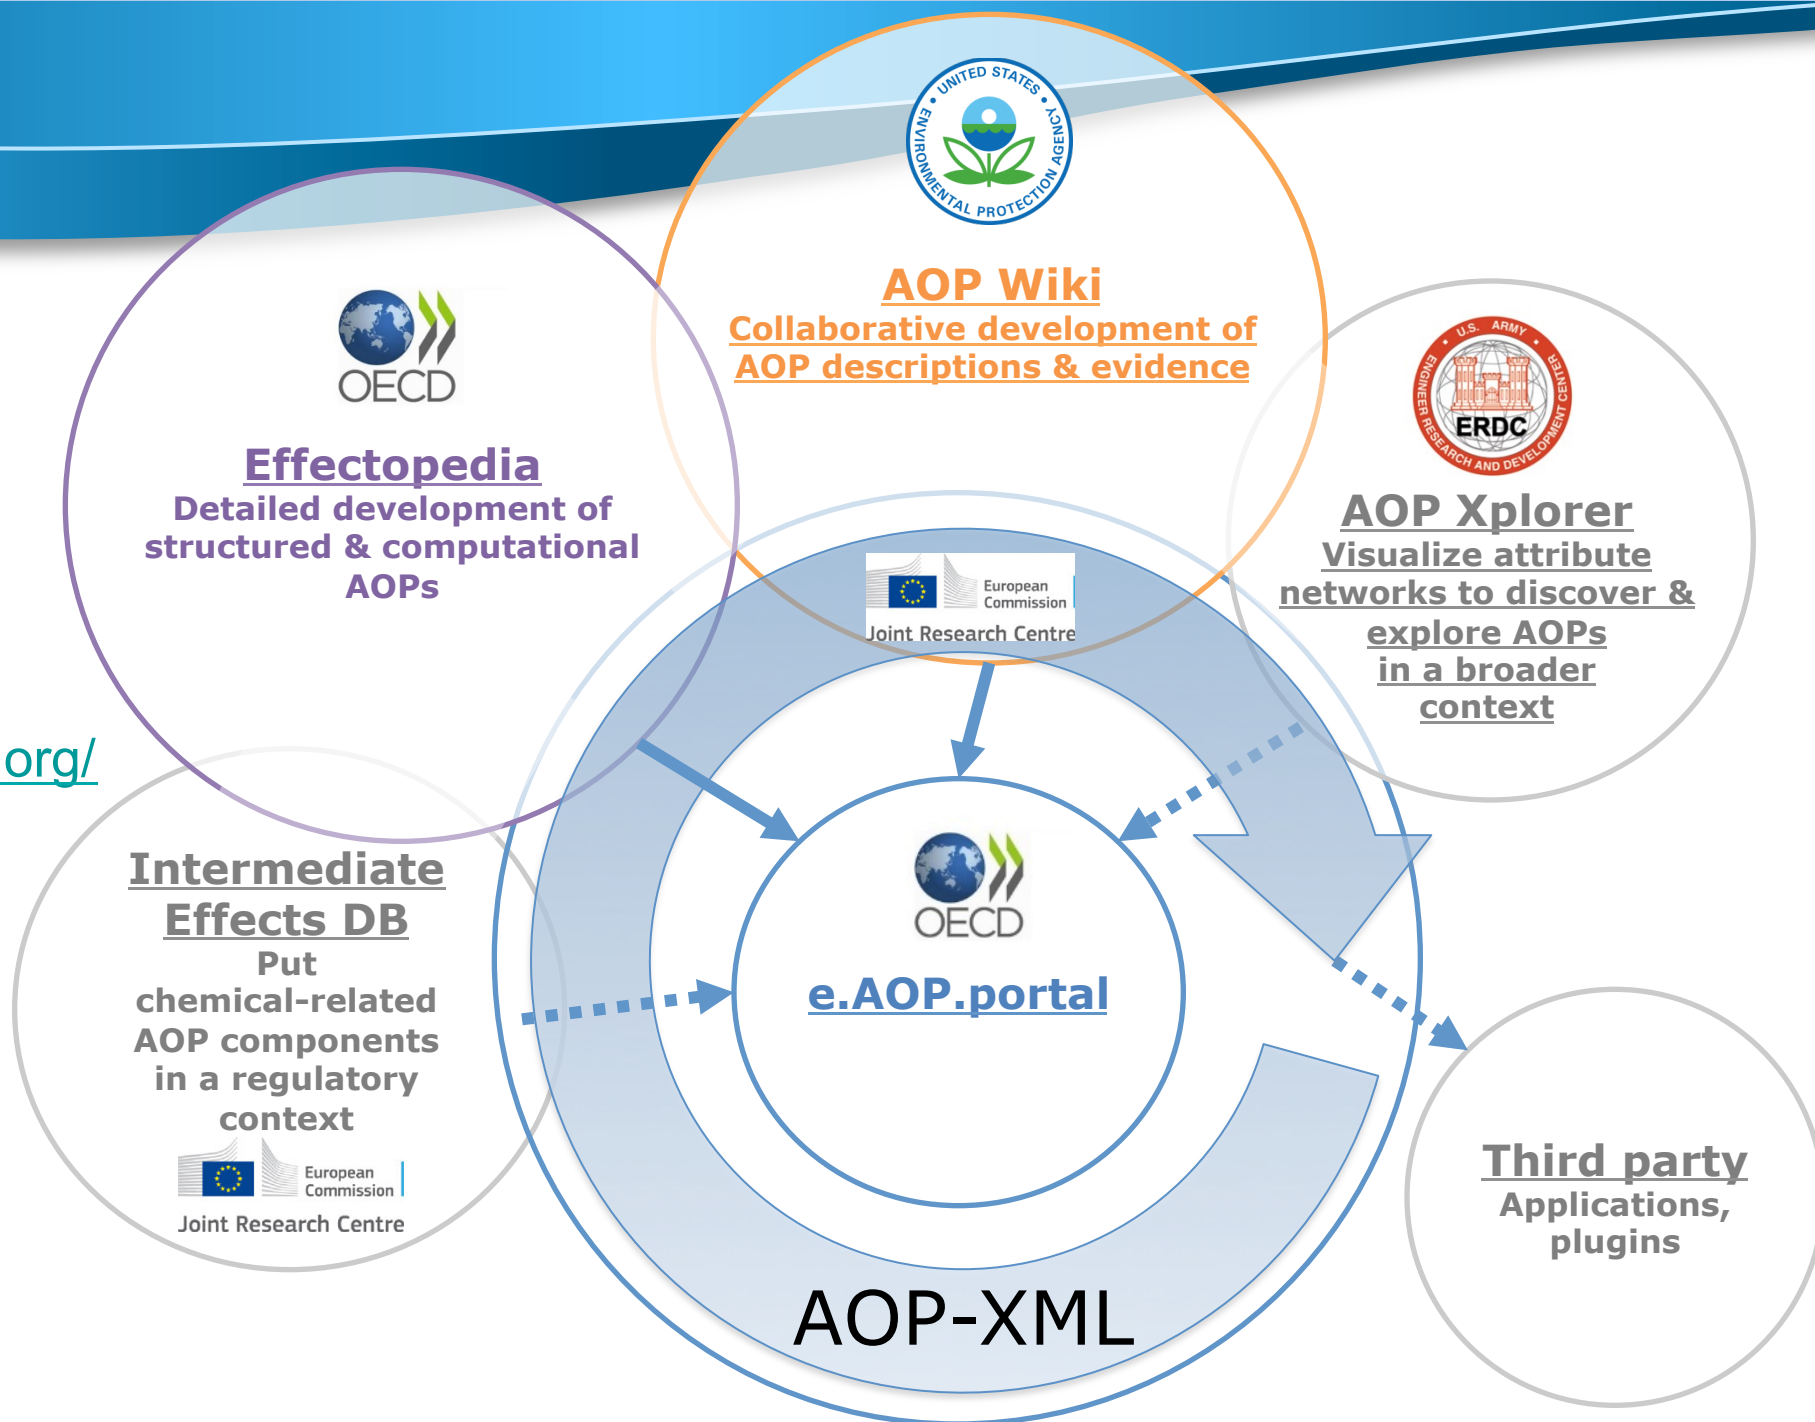 UNITED STATES
ENVIRONMENTAL PROTECTION AGENCY
AOP Wiki
Collaborative development of
AOP descriptions & evidence
OECD
Effectopedia
Detailed development of
structured & computational
AOPs
U.S. ARMY
ENGINEER RESEARCH AND DEVELOPMENT CENTER
ERDC
AOP Xplorer
Visualize attribute
networks to discover &
explore AOPs
in a broader
context
European
Commission
Joint Research Centre
org/
Intermediate
Effects DB
Put
chemical-related
AOP components
in a regulatory
context
European
Commission
Joint Research Centre
OECD
e.AOP.portal
Third party
Applications,
plugins
AOP-XML